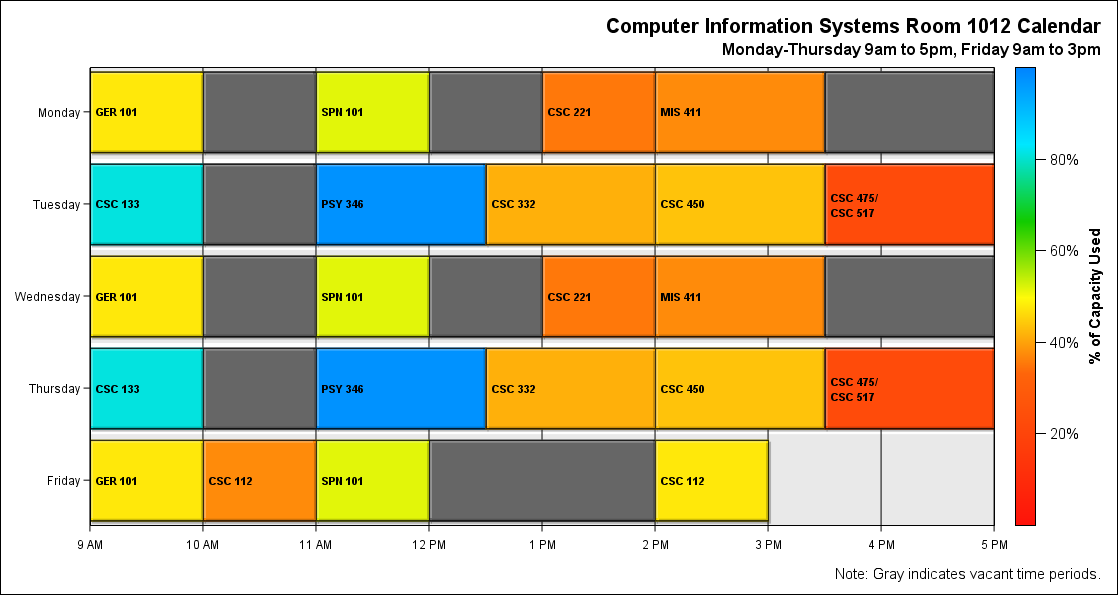 Computer Information Systems Room 1012 Calendar
Monday-Thursday 9am to 5pm, Friday 9am to 3pm
Monday
GER 101
SPN 101
CSC 221
MIS 411
Tuesday
CSC 133
PSY 346
CSC 332
CSC 450
CSC 475/
CSC 517
Wednesday
GER 101
SPN 101
CSC 221
MIS 411
Thursday
CSC 133
PSY 346
CSC 332
CSC 450
CSC 475/
CSC 517
Friday
GER 101
CSC 112
SPN 101
CSC 112
9 AM
10 AM
11 AM
12 PM
1 PM
2 PM
3 PM
4 PM
5 PM
80%
60%
40%
20%
% of Capacity Used
Note: Gray indicates vacant time periods.